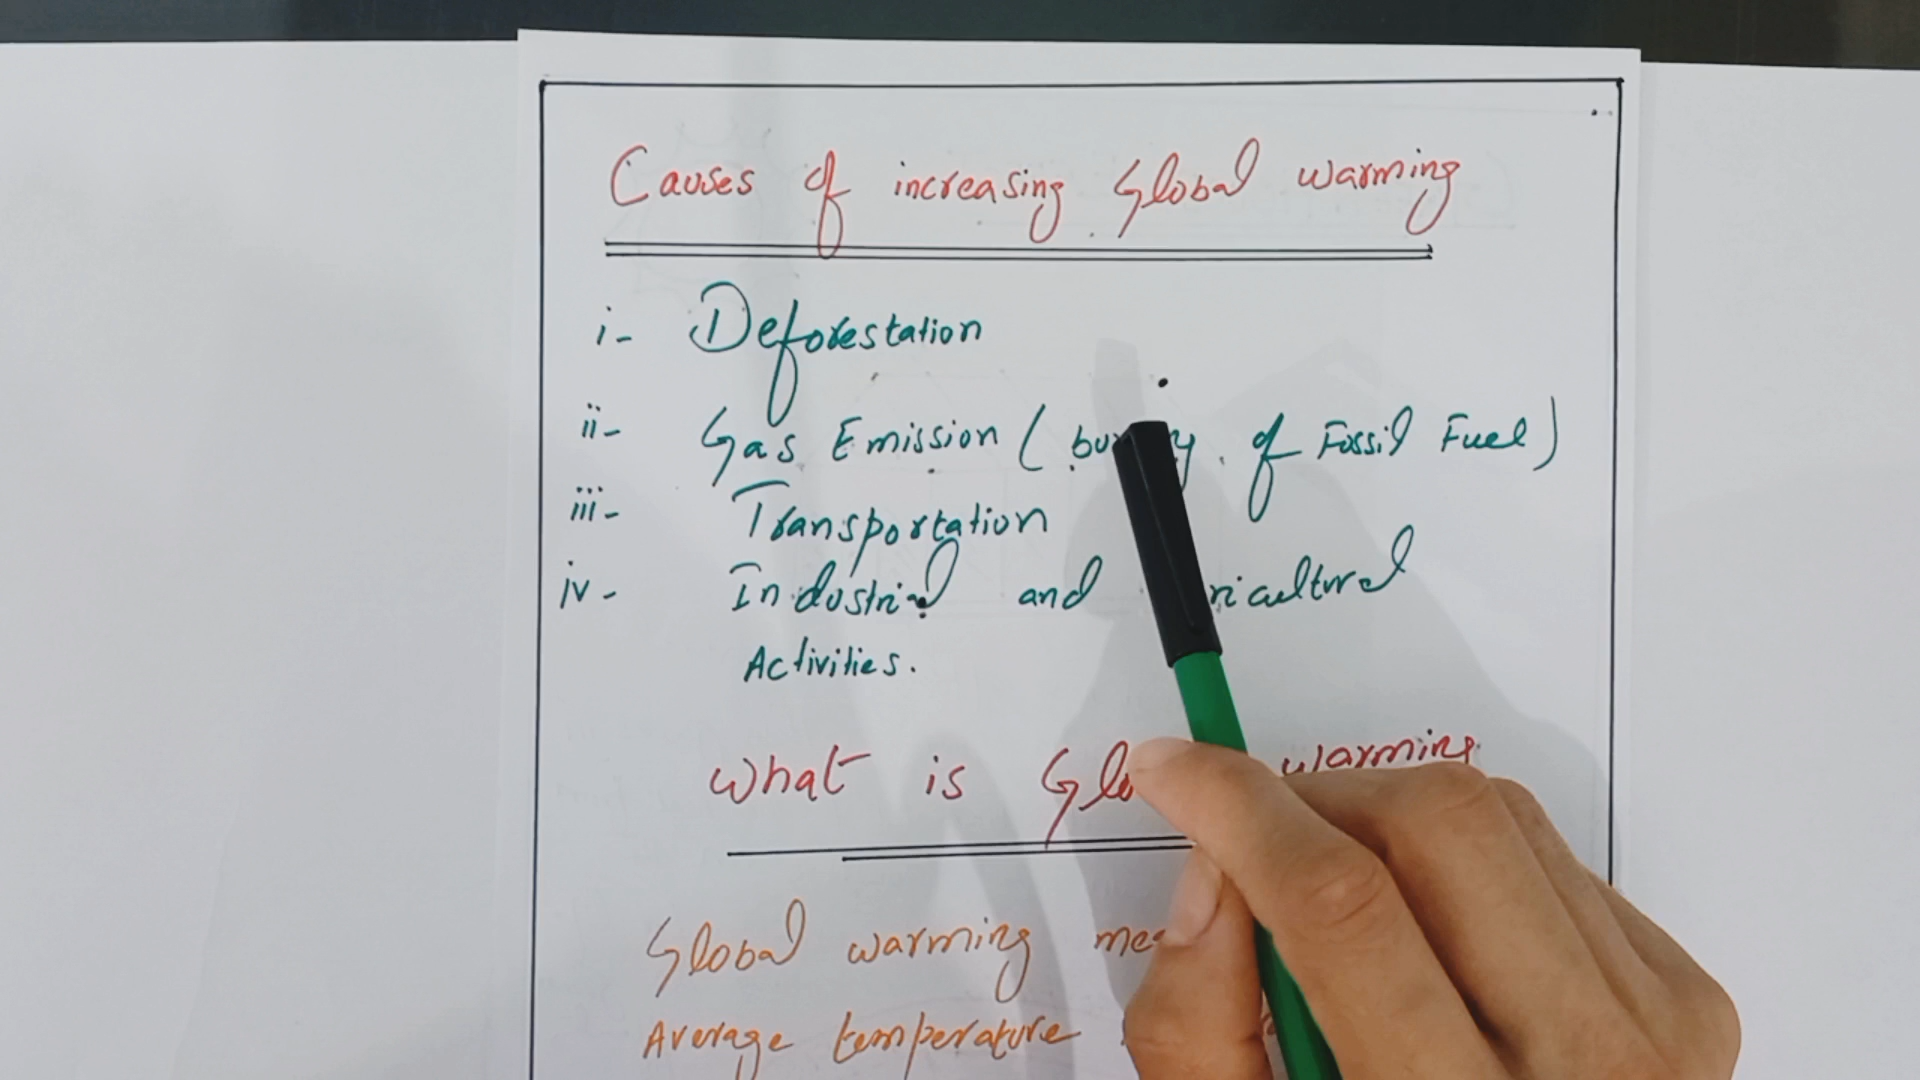 Causes of increasing Global warming
i- Deforestation
ii- Gas Emission ( of Fossil Fuel)
iii- Transportation
iv- Industrial and
Activities.
What is warming
Global warming
Average temperature